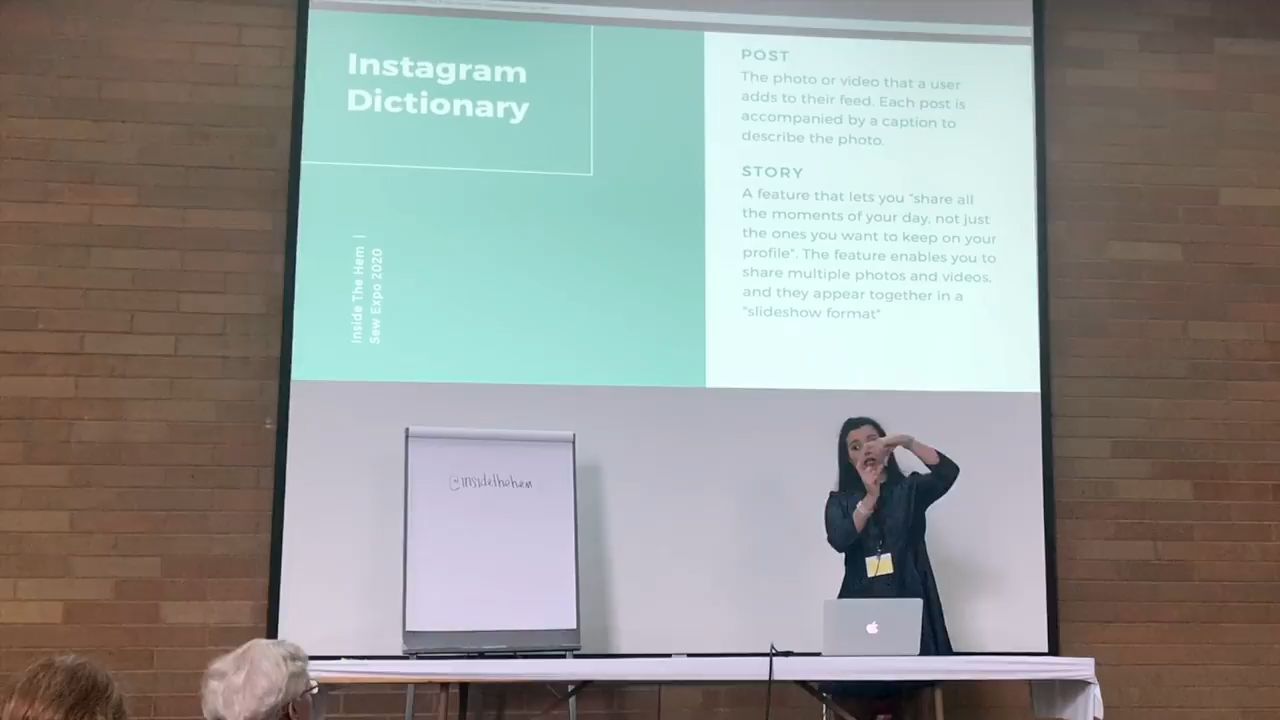 Instagram
Dictionary
Inside The Hem |
Sew Expo 2020
POST
The photo or video that a user
adds to their feed. Each post is
accompanied by a caption to
describe the photo.
STORY
A feature that lets you "share all
the moments of your day, not just
the ones you want to keep on your
profile". The feature enables you to
share multiple photos and videos,
and they appear together in a
"slideshow format"
@insidethehem